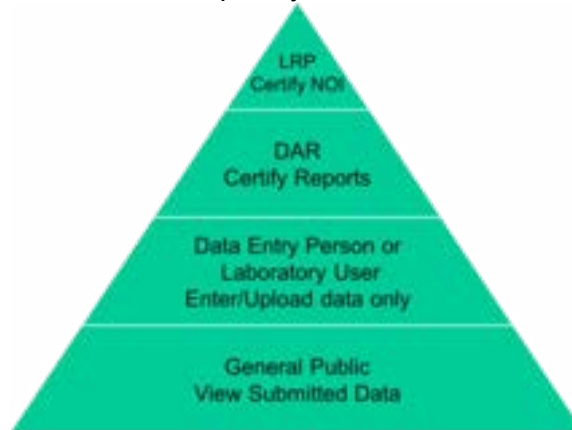 LRP
Certify NOI
DAR
Certify Reports
Data Entry Person or
Laboratory User
Enter/Upload data only
General Public
View Submitted Data